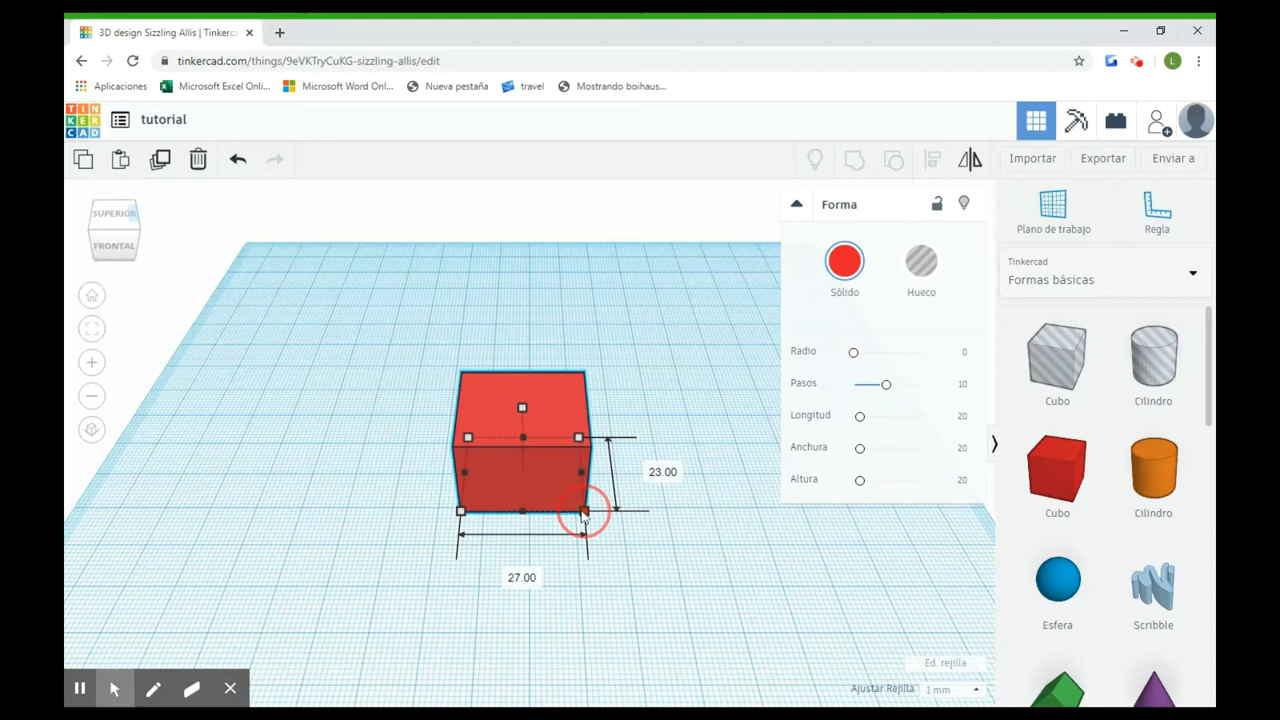 3D design Sizzling Allis | Tinkerca
tinkercad.com/things/9eVKTryCuKG-sizzling-allis/edit
L
Aplicaciones
Microsoft Excel Onli...
Microsoft Word Onl...
Nueva pestaña
travel
Mostrando boihaus...
TIN
KER
CAD
tutorial
Importar
Exportar
Enviar a
SUPERIOR
FRONTAL
Forma
Sólido
Hueco
Radio 0
Pasos 10
Longitud 20
Anchura 20
Altura 20
Plano de trabajo
Regla
Tinkercad
Formas básicas
Cubo
Cilindro
Cubo
Cilindro
Esfera
Scribble
23.00
27.00
Ed. rejilla
Ajustar Rejilla 1 mm